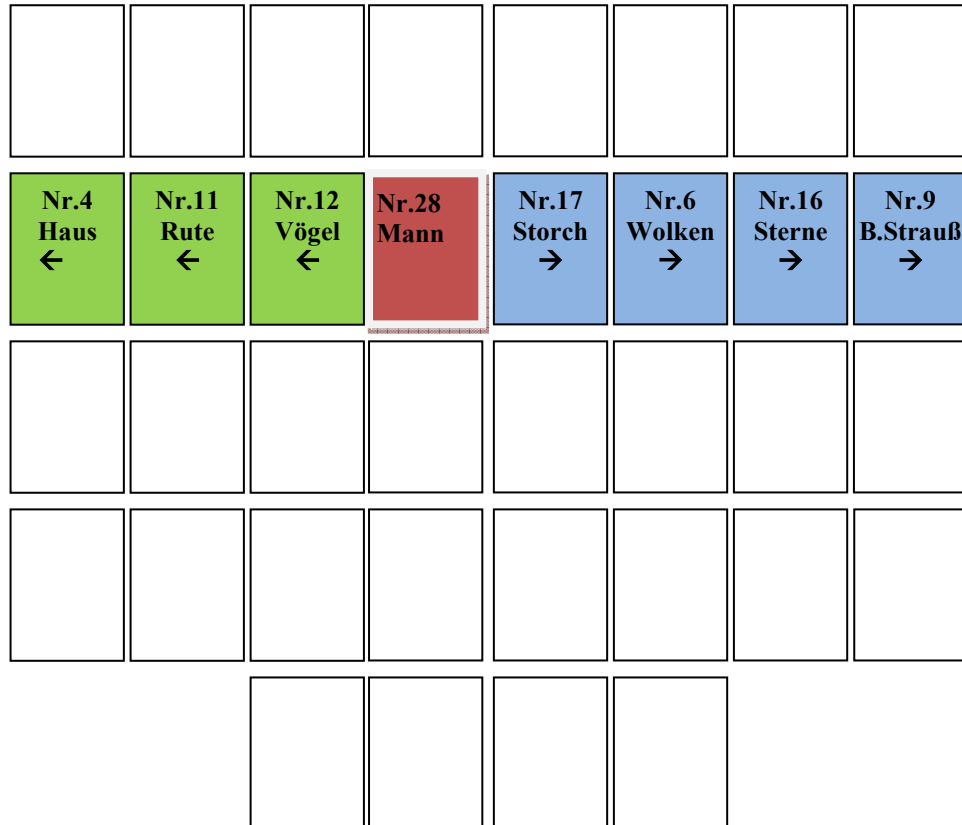 Nr.4
Haus
←
Nr.11
Rute
←
Nr.12
Vögel
←
Nr.28
Mann
Nr.17
Storch
→
Nr.6
Wolken
→
Nr.16
Sterne
→
Nr.9
B.Strauß
→